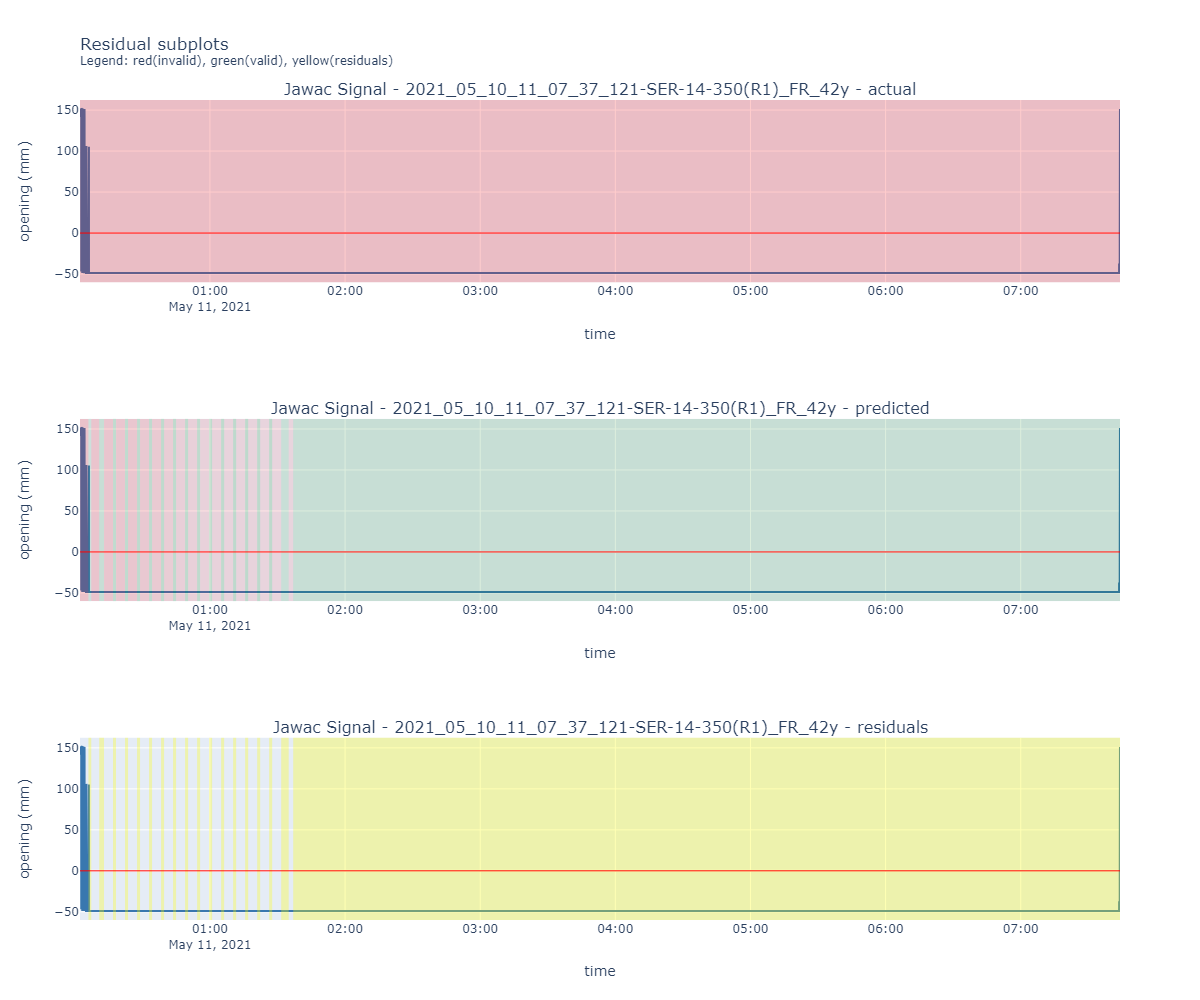 Residual subplots
Legend: red(invalid), green(valid), yellow(residuals)
Jawac Signal - 2021_05_10_11_07_37_121-SER-14-350(R1)_FR_42y - actual
opening (mm)
150
100
50
0
−50
01:00 02:00 03:00 04:00 05:00 06:00 07:00
May 11, 2021
time
Jawac Signal - 2021_05_10_11_07_37_121-SER-14-350(R1)_FR_42y - predicted
opening (mm)
150
100
50
0
−50
01:00 02:00 03:00 04:00 05:00 06:00 07:00
May 11, 2021
time
Jawac Signal - 2021_05_10_11_07_37_121-SER-14-350(R1)_FR_42y - residuals
opening (mm)
150
100
50
0
−50
01:00 02:00 03:00 04:00 05:00 06:00 07:00
May 11, 2021
time